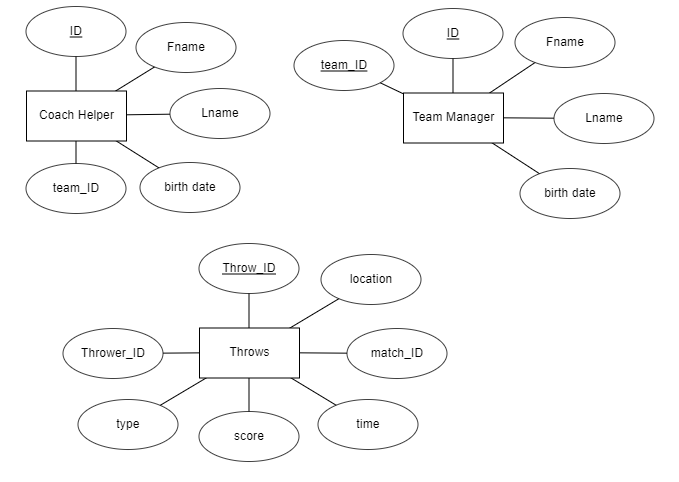 ID
Fname
Coach Helper
Lname
team_ID
birth date
ID
Fname
team_ID
Team Manager
Lname
birth date
Throw_ID
location
Thrower_ID
Throws
match_ID
type
score
time